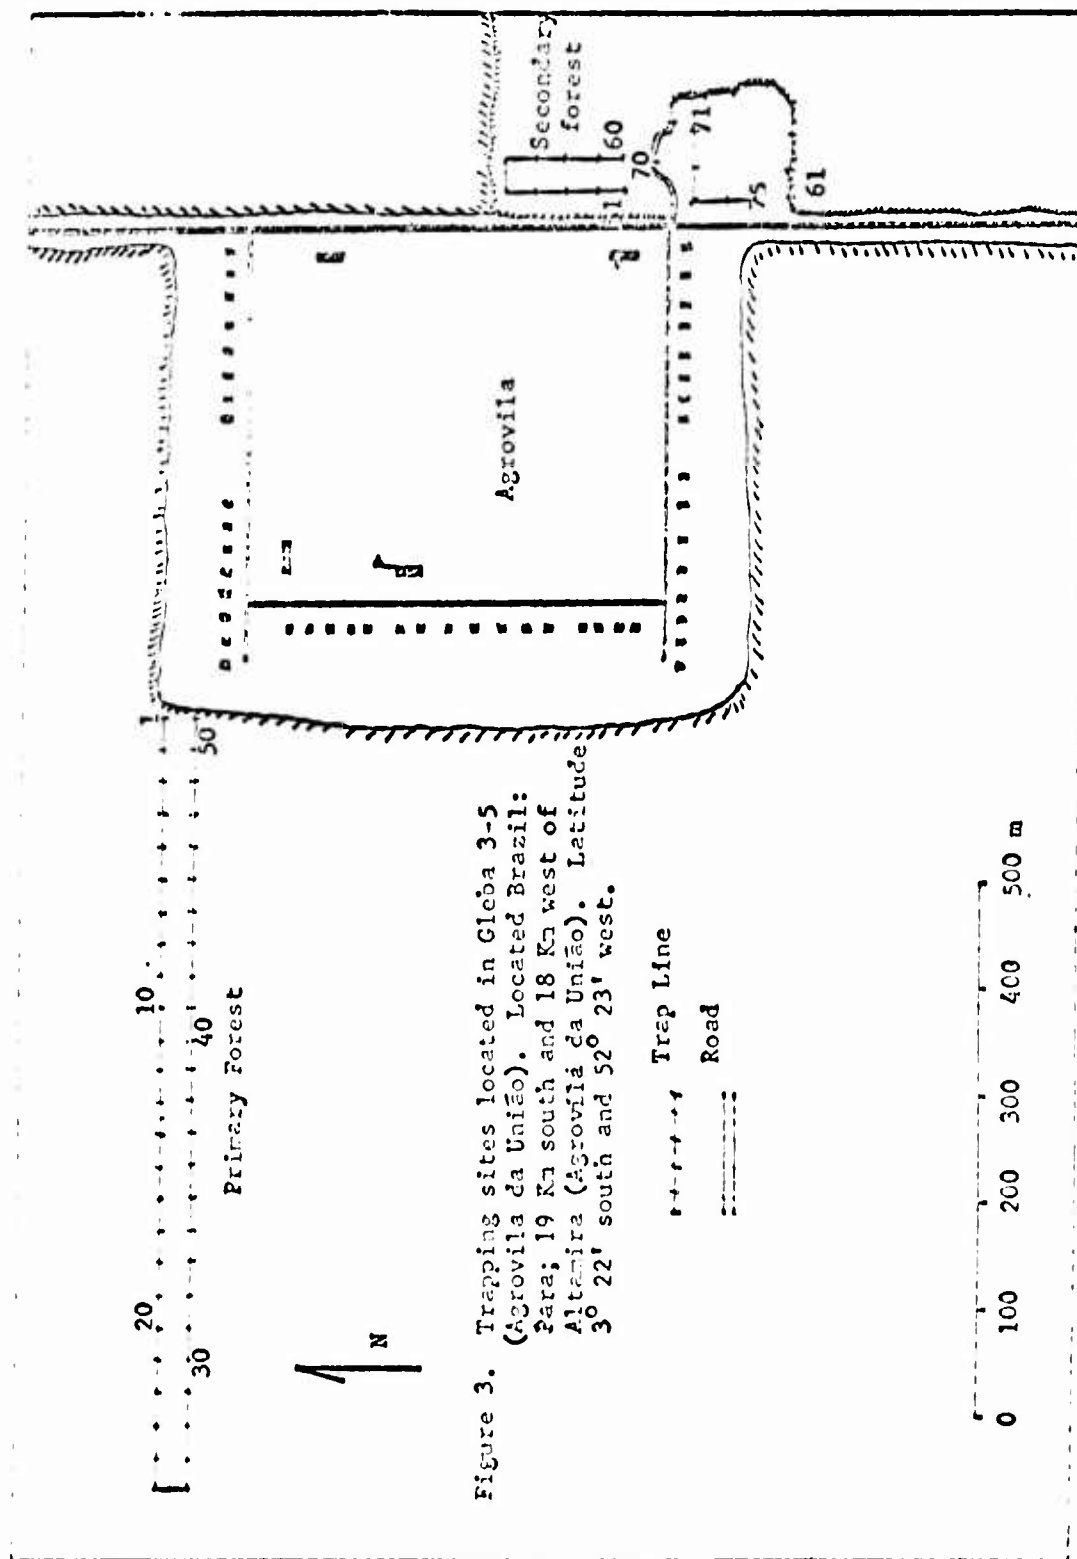 Secondary
forest
1
60
70
71
75
61
Agrovila
1
50
10
40
20
30
Primary Forest
N
Figure 3. Trapping sites located in Gleba 3-5
(Agrovila da União). Located Brazil:
Para; 19 Km south and 18 Km west of
Altamira (Agrovila da União). Latitude
3° 22' south and 52° 23' west.
Trap Line
Road
0 100 200 300 400 500 m